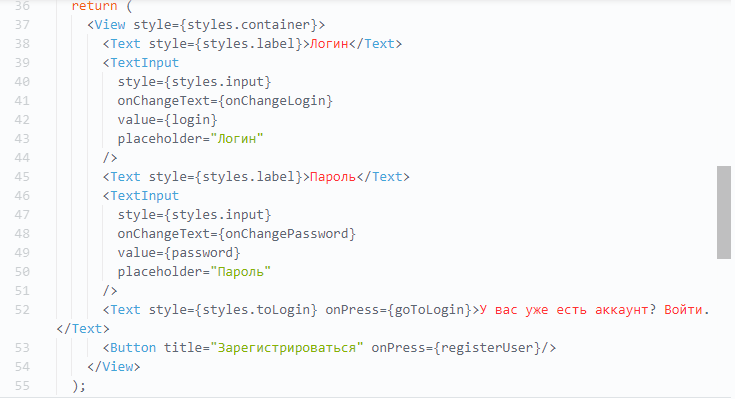 36 return (
37 <View style={styles.container}>
38 <Text style={styles.label}>Логин</Text>
39 <TextInput
40 style={styles.input}
41 onChangeText={onChangeLogin}
42 value={login}
43 placeholder="Логин"
44 />
45 <Text style={styles.label}>Пароль</Text>
46 <TextInput
47 style={styles.input}
48 onChangeText={onChangePassword}
49 value={password}
50 placeholder="Пароль"
51 />
52 <Text style={styles.toLogin} onPress={goToLogin}>У вас уже есть аккаунт? Войти.
</Text>
53 <Button title="Зарегистрироваться" onPress={registerUser}/>
54 </View>
55 );